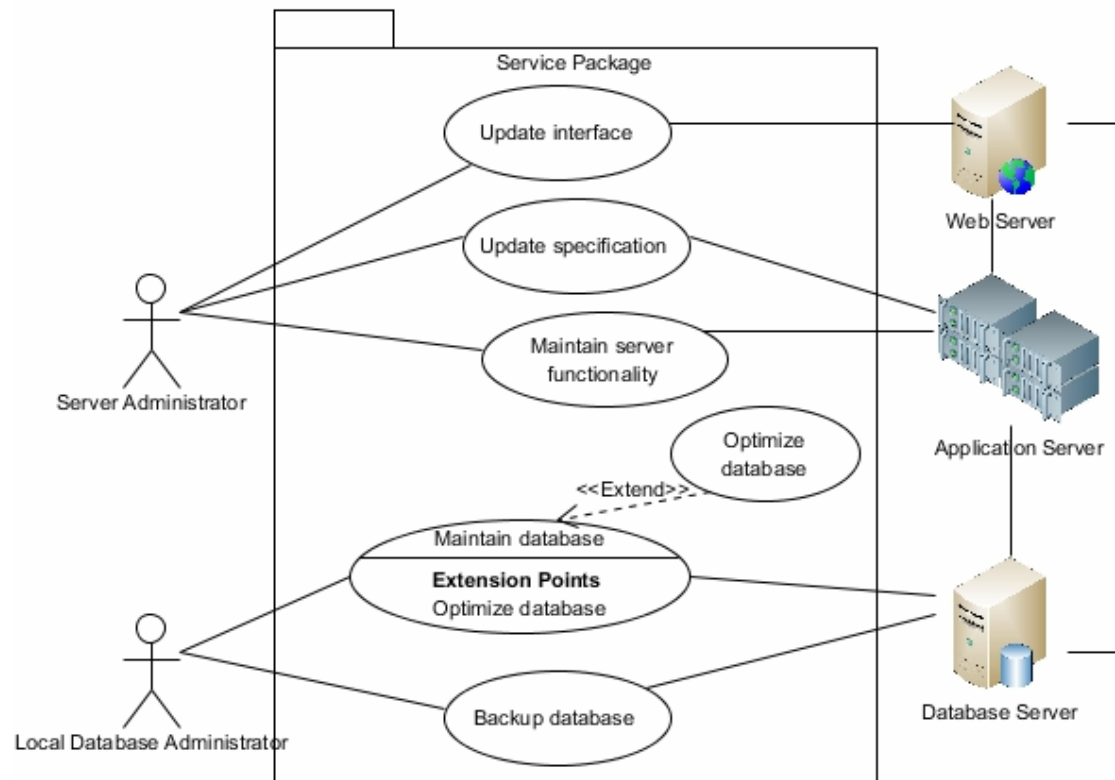 Service Package
Update interface
Web Server
Update specification
Maintain server
functionality
Server Administrator
Application Server
Optimize
database
<<Extend>>
Maintain database
Extension Points
Optimize database
Backup database
Database Server
Local Database Administrator